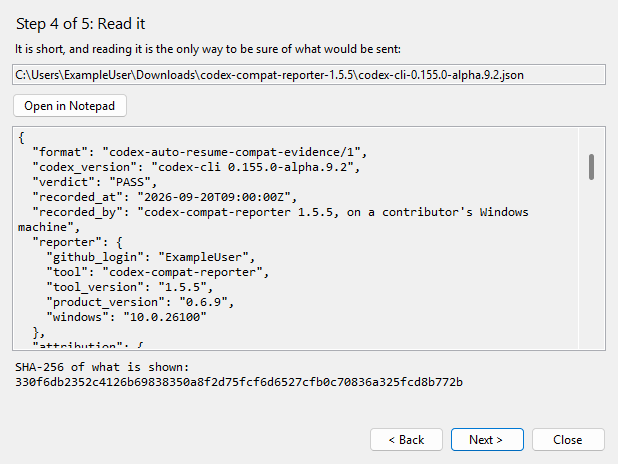 Step 4 of 5: Read it
It is short, and reading it is the only way to be sure of what would be sent:
C:\Users\ExampleUser\Downloads\codex-compat-reporter-1.5.5\codex-cli-0.155.0-alpha.9.2.json
Open in Notepad
{
  "format": "codex-auto-resume-compat-evidence/1",
  "codex_version": "codex-cli 0.155.0-alpha.9.2",
  "verdict": "PASS",
  "recorded_at": "2026-09-20T09:00:00Z",
  "recorded_by": "codex-compat-reporter 1.5.5, on a contributor's Windows
machine",
  "reporter": {
    "github_login": "ExampleUser",
    "tool": "codex-compat-reporter",
    "tool_version": "1.5.5",
    "product_version": "0.6.9",
    "windows": "10.0.26100"
  },
  "attribution": {
SHA-256 of what is shown:
330f6db2352c4126b69838350a8f2d75fcf6d6527cfb0c70836a325fcd8b772b
< Back
Next >
Close